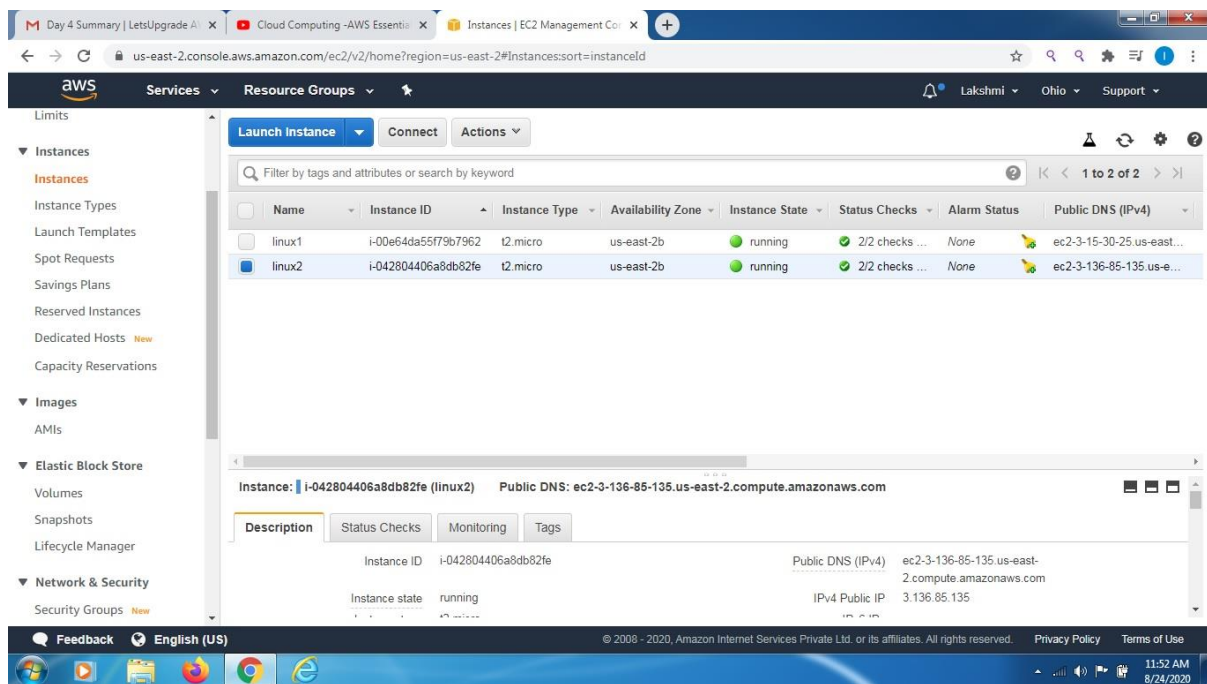 Day 4 Summary | LetsUpgrade A
Cloud Computing -AWS Essentia
Instances | EC2 Management Co
us-east-2.console.aws.amazon.com/ec2/v2/home?region=us-east-2#Instances:sort=instanceId
aws Services Resource Groups Lakshmi Ohio Support
Limits
Instances
Instances
Instance Types
Launch Templates
Spot Requests
Savings Plans
Reserved Instances
Dedicated Hosts New
Capacity Reservations
Images
AMIs
Elastic Block Store
Volumes
Snapshots
Lifecycle Manager
Network & Security
Security Groups New
Launch Instance Connect Actions
Filter by tags and attributes or search by keyword 1 to 2 of 2
Name Instance ID Instance Type Availability Zone Instance State Status Checks Alarm Status Public DNS (IPv4)
linux1 i-00e64da55f79b7962 t2.micro us-east-2b running 2/2 checks ... None ec2-3-15-30-25.us-east...
linux2 i-042804406a8db82fe t2.micro us-east-2b running 2/2 checks ... None ec2-3-136-85-135.us-e...
Instance: i-042804406a8db82fe (linux2) Public DNS: ec2-3-136-85-135.us-east-2.compute.amazonaws.com
Description Status Checks Monitoring Tags
Instance ID i-042804406a8db82fe Public DNS (IPv4) ec2-3-136-85-135.us-east-
2.compute.amazonaws.com
Instance state running IPv4 Public IP 3.136.85.135
Feedback English (US) © 2008 - 2020, Amazon Internet Services Private Ltd. or its affiliates. All rights reserved. Privacy Policy Terms of Use
11:52 AM
8/24/2020